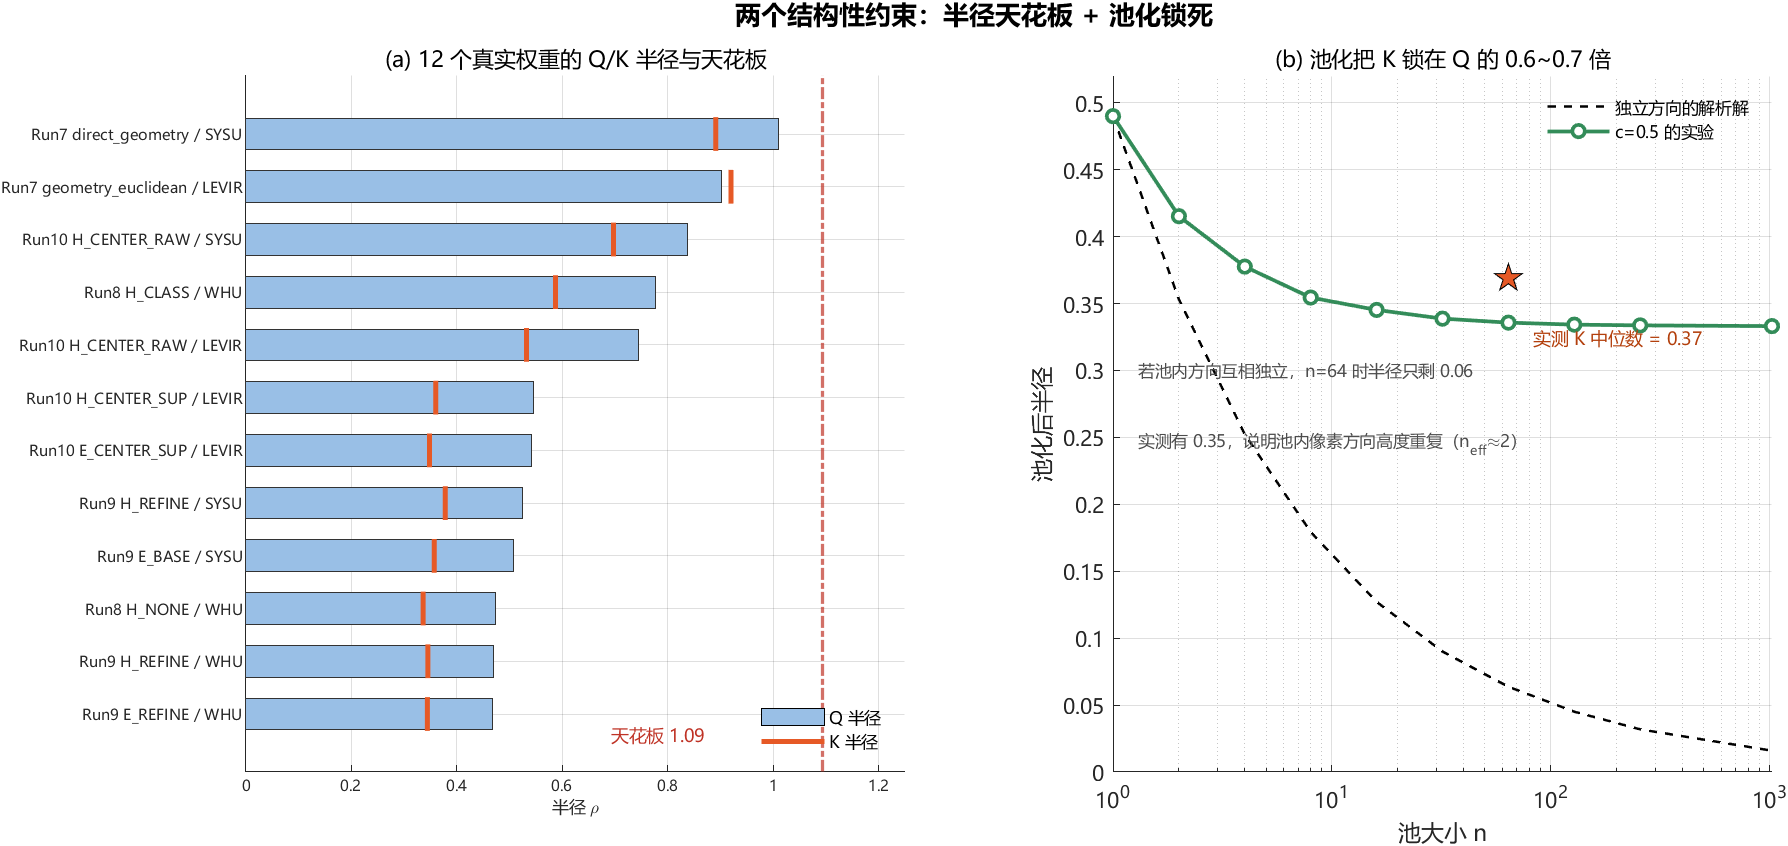 两个结构性约束：半径天花板 + 池化锁死
(a) 12 个真实权重的 Q/K 半径与天花板
Run7 direct_geometry / SYSU
Run7 geometry_euclidean / LEVIR
Run10 H_CENTER_RAW / SYSU
Run8 H_CLASS / WHU
Run10 H_CENTER_RAW / LEVIR
Run10 H_CENTER_SUP / LEVIR
Run10 E_CENTER_SUP / LEVIR
Run9 H_REFINE / SYSU
Run9 E_BASE / SYSU
Run8 H_NONE / WHU
Run9 H_REFINE / WHU
Run9 E_REFINE / WHU
天花板 1.09
Q 半径
K 半径
0 0.2 0.4 0.6 0.8 1 1.2
半径 ρ
(b) 池化把 K 锁在 Q 的 0.6~0.7 倍
独立方向的解析解
c=0.5 的实验
0.5
0.45
0.4
0.35
0.3
0.25
0.2
0.15
0.1
0.05
0
池化后半径
实测 K 中位数 = 0.37
若池内方向互相独立，n=64 时半径只剩 0.06
实测有 0.35，说明池内像素方向高度重复（n_eff≈2）
10^0 10^1 10^2 10^3
池大小 n